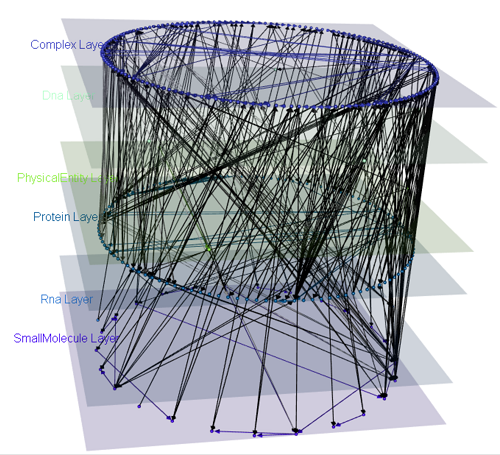 Complex Layer
Dna Layer
PhysicalEntity Layer
Protein Layer
Rna Layer
SmallMolecule Layer